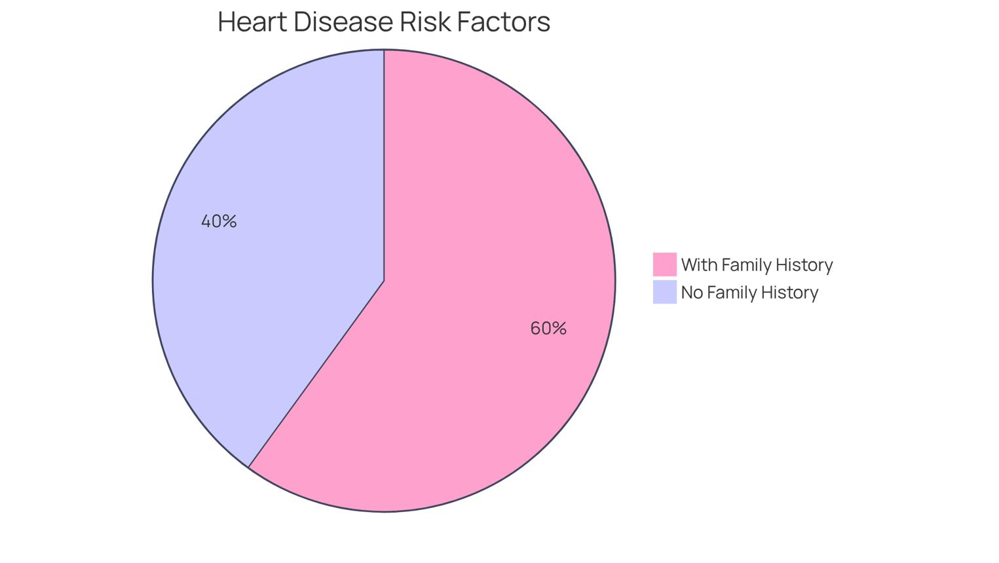 Heart Disease Risk Factors
40%
60%
With Family History
No Family History